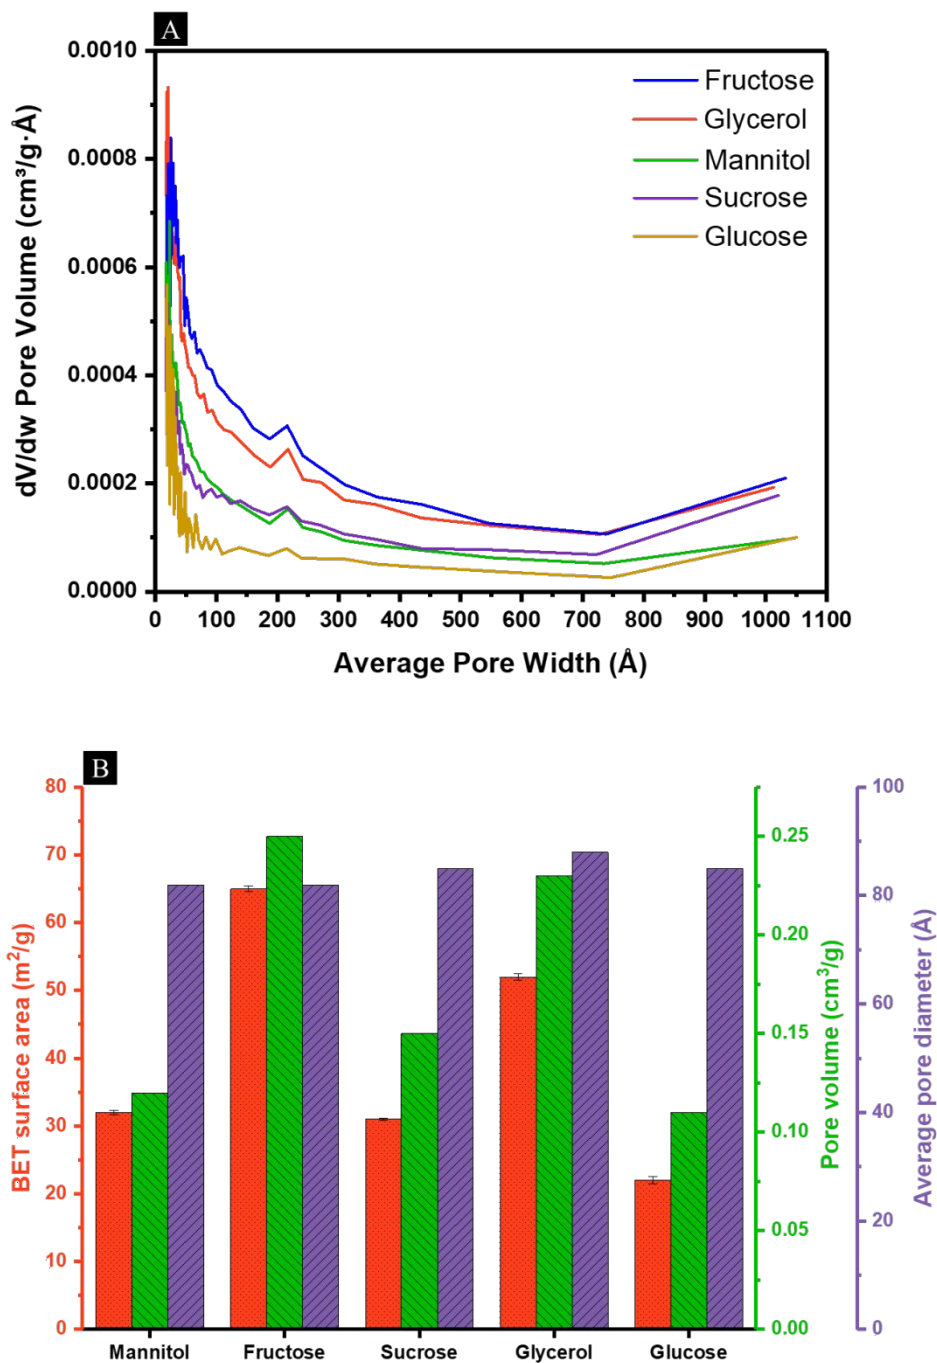 A
0.0010
0.0008
0.0006
0.0004
0.0002
0.0000
dV/dw Pore Volume (cm³/g·Å)
Fructose
Glycerol
Mannitol
Sucrose
Glucose
0 100 200 300 400 500 600 700 800 900 1000 1100
Average Pore Width (Å)
B
80
70
60
50
40
30
20
10
0
BET surface area (m²/g)
0.25
0.20
0.15
0.10
0.05
0.00
Pore volume (cm³/g)
100
80
60
40
20
0
Average pore diameter (Å)
Mannitol Fructose Sucrose Glycerol Glucose